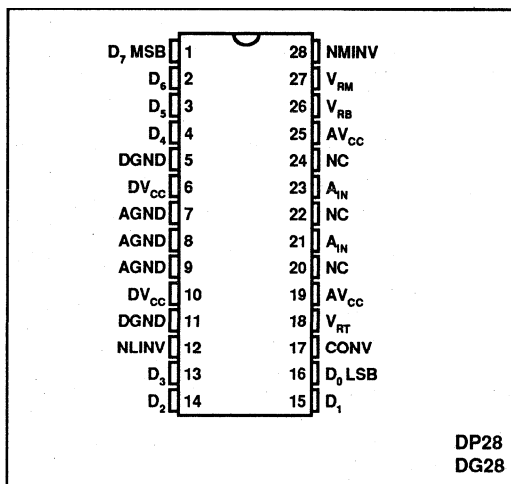 D7 MSB 1 28 NMINV
D6 2 27 VRM
D5 3 26 VRB
D4 4 25 AVCC
DGND 5 24 NC
DVCC 6 23 AIN
AGND 7 22 NC
AGND 8 21 AIN
AGND 9 20 NC
DVCC 10 19 AVCC
DGND 11 18 VRT
NLINV 12 17 CONV
D3 13 16 D0 LSB
D2 14 15 D1
DP28
DG28